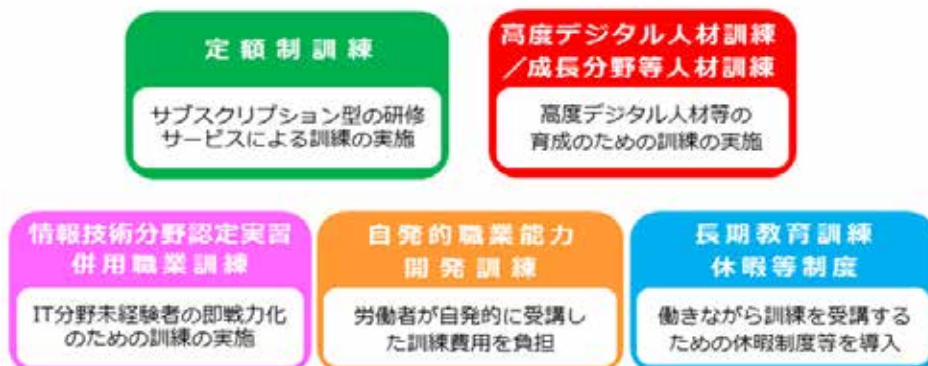 定額制訓練
サブスクリプション型の研修
サービスによる訓練の実施
高度デジタル人材訓練
／成長分野等人材訓練
高度デジタル人材等の
育成のための訓練の実施
情報技術分野認定実習
併用職業訓練
IT分野未経験者の即戦力化
のための訓練の実施
自発的職業能力
開発訓練
労働者が自発的に受講し
た訓練費用を負担
長期教育訓練
休暇等制度
働きながら訓練を受講する
ための休暇制度等を導入